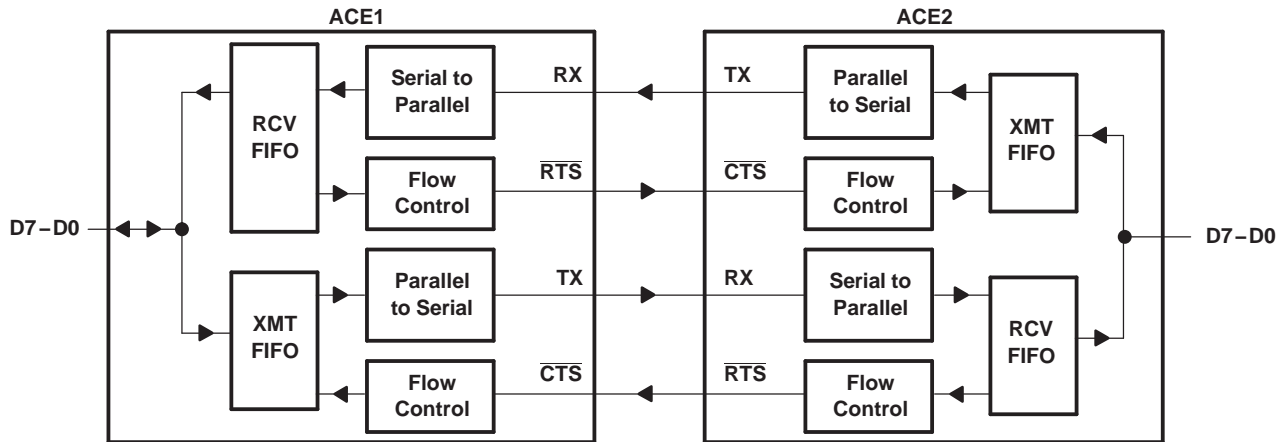 ACE1
ACE2
RCV
FIFO
Serial to
Parallel
RX
TX
Parallel
to Serial
XMT
FIFO
Flow
Control
RTS
CTS
Flow
Control
D7–D0
D7–D0
XMT
FIFO
Parallel
to Serial
TX
RX
Serial to
Parallel
RCV
FIFO
Flow
Control
CTS
RTS
Flow
Control